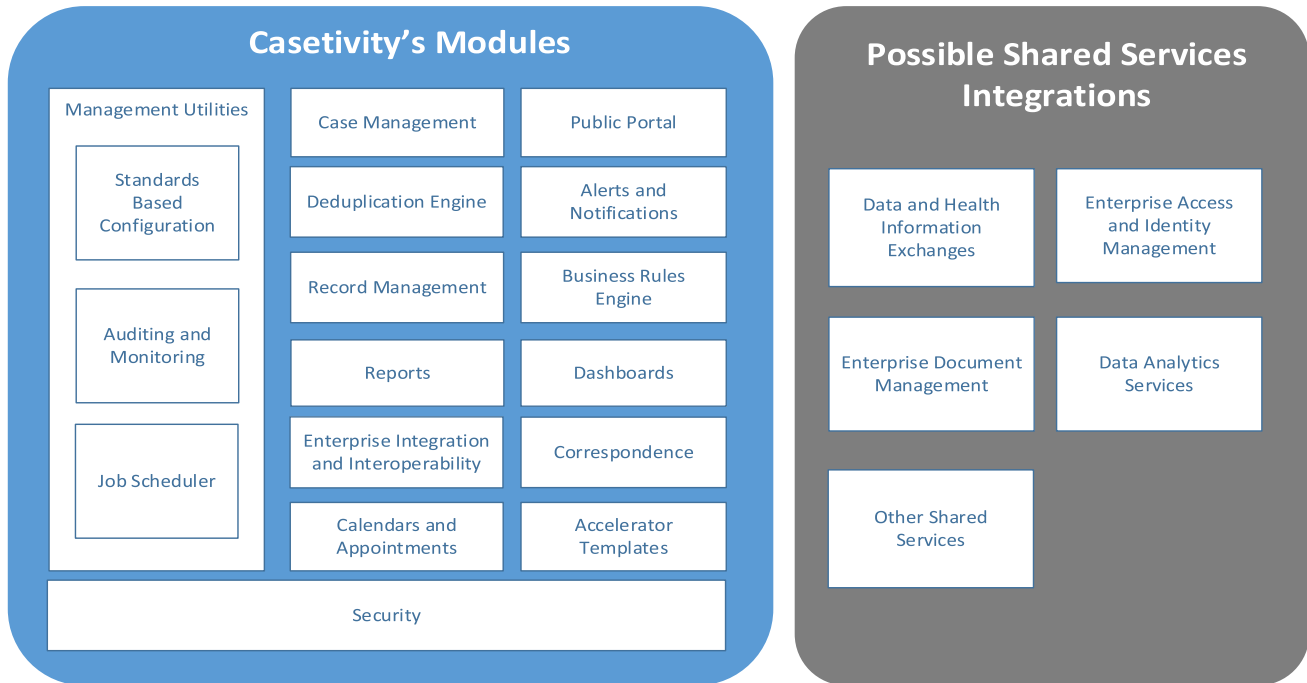 Casetivity’s Modules
Management Utilities
Standards
Based
Configuration
Auditing and
Monitoring
Job Scheduler
Case Management
Public Portal
Deduplication Engine
Alerts and
Notifications
Record Management
Business Rules
Engine
Reports
Dashboards
Enterprise Integration
and Interoperability
Correspondence
Calendars and
Appointments
Accelerator
Templates
Security
Possible Shared Services
Integrations
Data and Health
Information
Exchanges
Enterprise Access
and Identity
Management
Enterprise Document
Management
Data Analytics
Services
Other Shared
Services